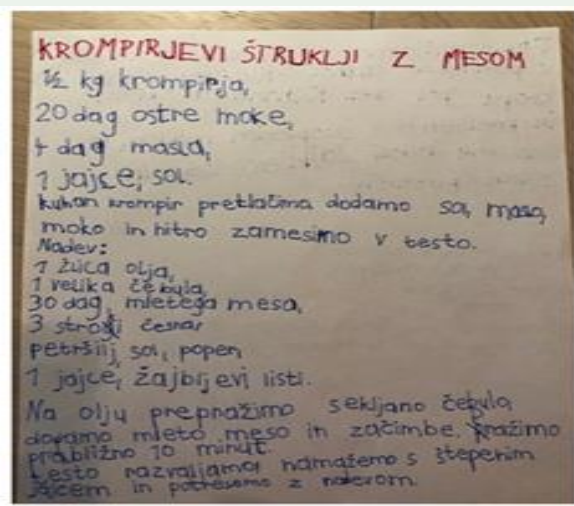 KROMPIRJEVI ŠTRUKLJI Z MESOM
½ kg krompirja,
20 dag ostre moke,
4 dag masla,
1 jajce, sol.
kuhan krompir pretlačimo dodamo sol, maso,
moko in hitro zamesimo v testo.
Nadev:
1 žlica olja,
1 velika čebula,
30 dag mletega mesa,
3 stroki česna
petršilj, sol, poper
1 jajce, žajbljevi listi.
Na olju prepražimo sekljano čebulo,
dodamo mleto meso in začimbe. Pražimo
približno 10 minut.
Testo razvaljamo, namažemo s stepenim
jajcem in potresemo z nadevom.